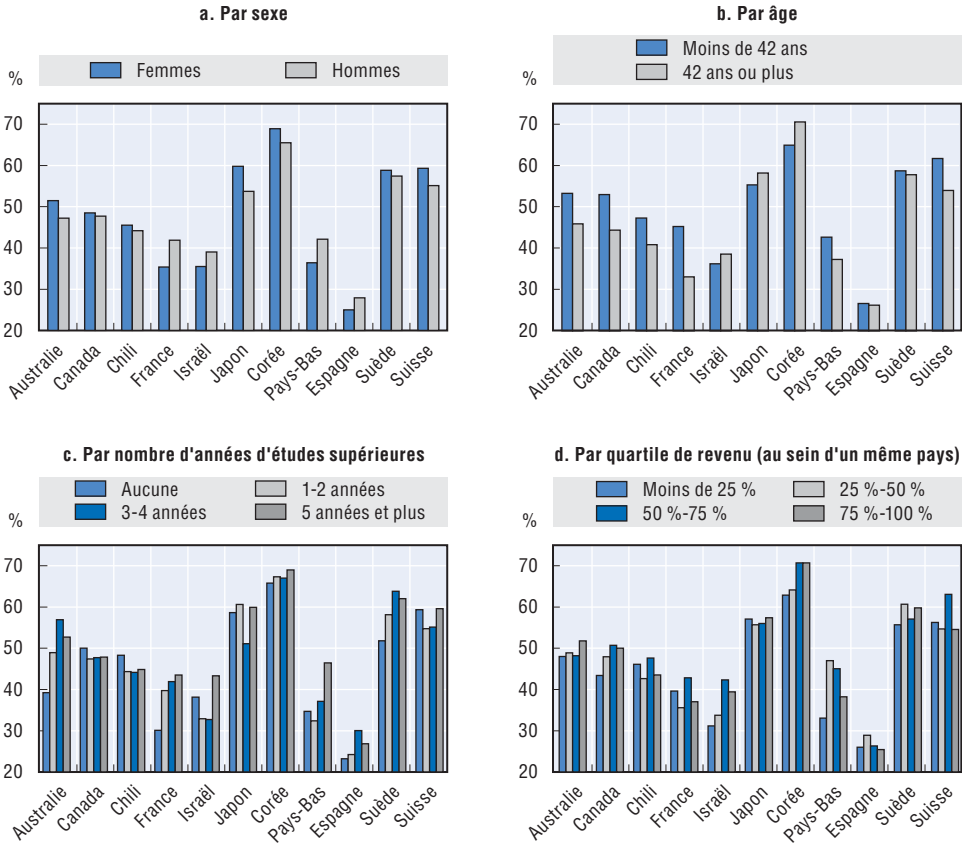 a. Par sexe
Femmes Hommes
%
70
60
50
40
30
20
Australie Canada Chili France Israël Japon Corée Pays-Bas Espagne Suède Suisse
b. Par âge
Moins de 42 ans
42 ans ou plus
%
70
60
50
40
30
20
Australie Canada Chili France Israël Japon Corée Pays-Bas Espagne Suède Suisse
c. Par nombre d'années d'études supérieures
Aucune 1-2 années
3-4 années 5 années et plus
%
70
60
50
40
30
20
Australie Canada Chili France Israël Japon Corée Pays-Bas Espagne Suède Suisse
d. Par quartile de revenu (au sein d'un même pays)
Moins de 25 % 25 %-50 %
50 %-75 % 75 %-100 %
%
70
60
50
40
30
20
Australie Canada Chili France Israël Japon Corée Pays-Bas Espagne Suède Suisse